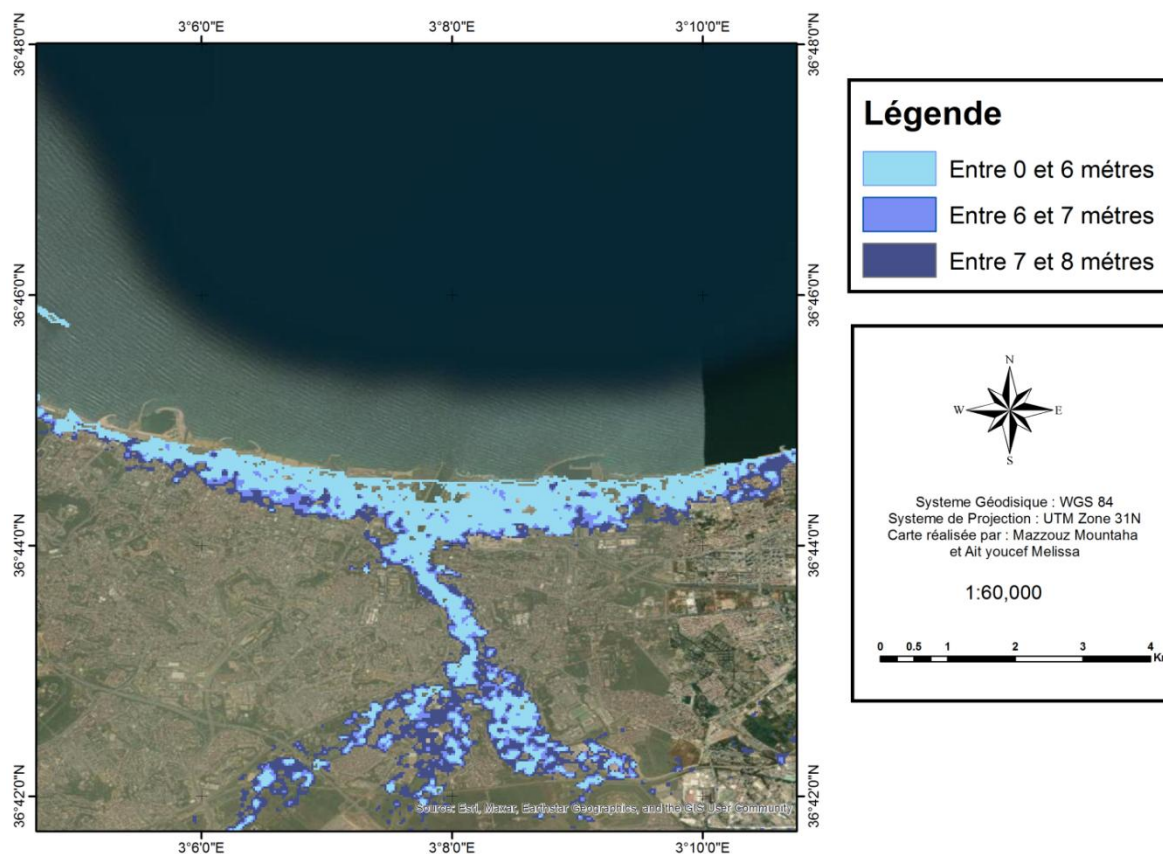 3°6'0"E 3°8'0"E 3°10'0"E
36°48'0"N 36°48'0"N
36°46'0"N 36°46'0"N
36°44'0"N 36°44'0"N
36°42'0"N 36°42'0"N
Source: Esri, Maxar, Earthstar Geographics, and the GIS User Community
3°6'0"E 3°8'0"E 3°10'0"E
Légende
Entre 0 et 6 métres
Entre 6 et 7 métres
Entre 7 et 8 métres
N
W E
S
Systeme Géodisique : WGS 84
Systeme de Projection : UTM Zone 31N
Carte réalisée par : Mazzouz Mountaha
et Ait youcef Melissa
1:60,000
0 0.5 1 2 3 4